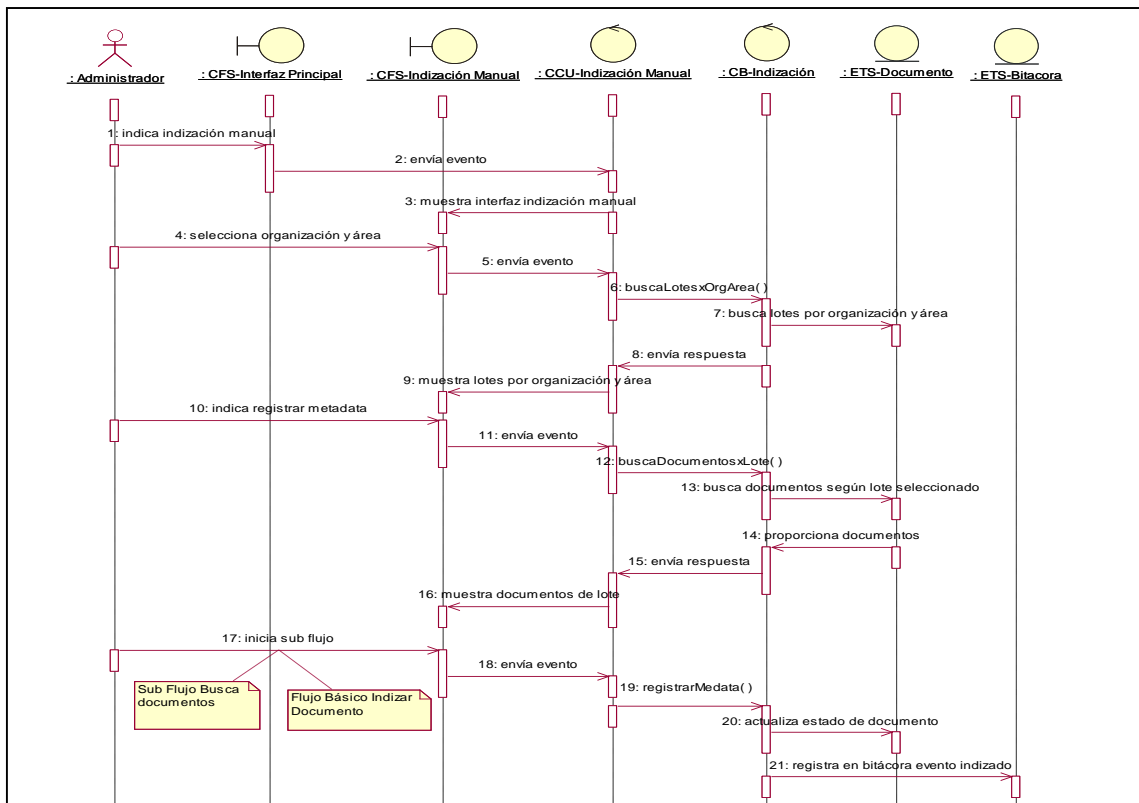 : Administrador
: CFS-Interfaz Principal
: CFS-Indización Manual
: CCU-Indización Manual
: CB-Indización
: ETS-Documento
: ETS-Bitacora
1: indica indización manual
2: envía evento
3: muestra interfaz indización manual
4: selecciona organización y área
5: envía evento
6: buscaLotesxOrgArea( )
7: busca lotes por organización y área
8: envía respuesta
9: muestra lotes por organización y área
10: indica registrar metadata
11: envía evento
12: buscaDocumentosxLote( )
13: busca documentos según lote seleccionado
14: proporciona documentos
15: envía respuesta
16: muestra documentos de lote
17: inicia sub flujo
Sub Flujo Busca
documentos
Flujo Básico Indizar
Documento
18: envía evento
19: registrarMedata( )
20: actualiza estado de documento
21: registra en bitácora evento indizado